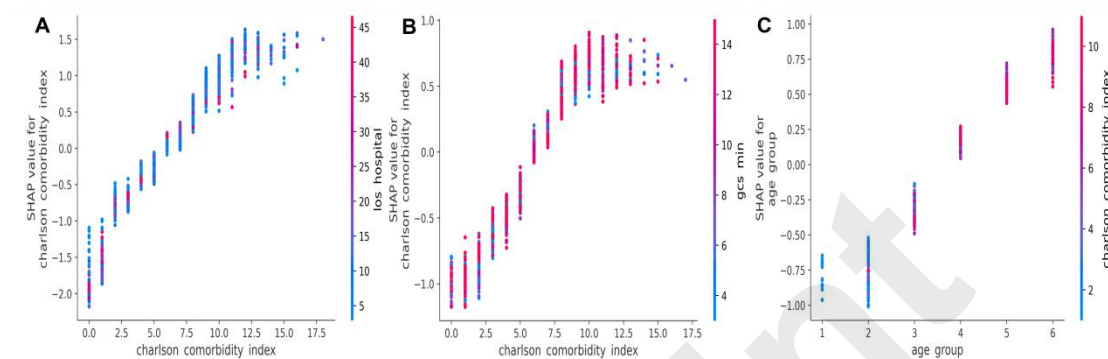 A
SHAP value for
charlson comorbidity index
1.5
1.0
0.5
0.0
−0.5
−1.0
−1.5
−2.0
0.0 2.5 5.0 7.5 10.0 12.5 15.0 17.5
charlson comorbidity index
45
40
35
30
25
20
15
10
5
los hospital
B
SHAP value for
charlson comorbidity index
1.0
0.5
0.0
−0.5
−1.0
0.0 2.5 5.0 7.5 10.0 12.5 15.0 17.5
charlson comorbidity index
14
12
10
8
6
4
gcs min
C
SHAP value for
age group
1.00
0.75
0.50
0.25
0.00
−0.25
−0.50
−0.75
−1.00
1 2 3 4 5 6
age group
10
8
6
4
2
charlson comorbidity index